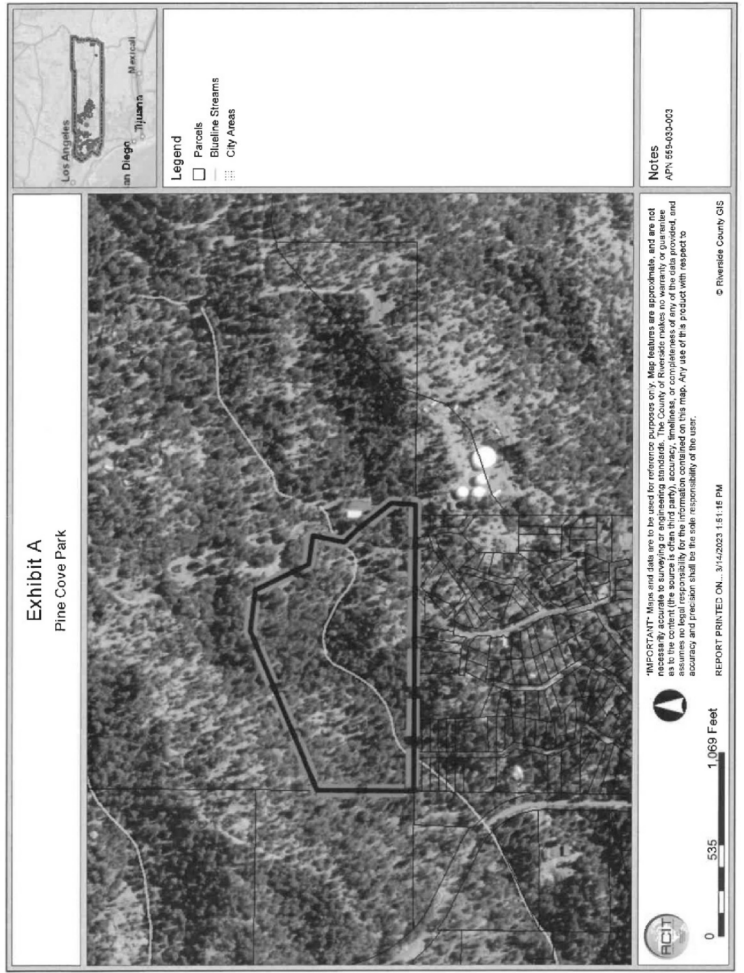 Exhibit A
Pine Cove Park
Los Angeles
an Diego
Tijuana
Mexicali
Legend
Parcels
Blueline Streams
City Areas
Notes
APN 559-030-003
*IMPORTANT* Maps and data are to be used for reference purposes only. Map features are approximate, and are not
necessarily accurate to surveying or engineering standards. The County of Riverside makes no warranty or guarantee
as to the content (the source is often third party), accuracy, timeliness, or completeness of any of the data provided, and
assumes no legal responsibility for the information contained on this map. Any use of this product with respect to
accuracy and precision shall be the sole responsibility of the user.
REPORT PRINTED ON... 3/14/2023 1:51:15 PM
© Riverside County GIS
0
535
1,069 Feet
RCIT